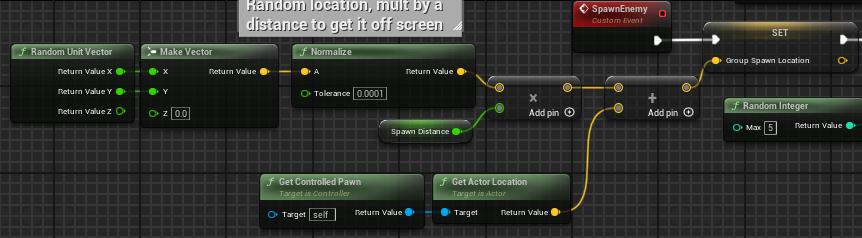 Random location, mult by a
distance to get it off screen
SpawnEnemy
Custom Event
SET
Group Spawn Location
Random Unit Vector
Return Value X
Return Value Y
Return Value Z
Make Vector
X
Return Value
Y
Z 0.0
Normalize
A
Return Value
Tolerance 0.0001
Spawn Distance
×
Add pin
+
Add pin
Random Integer
Max 5
Return Value
Get Controlled Pawn
Target is Controller
Target self
Return Value
Get Actor Location
Target is Actor
Target
Return Value